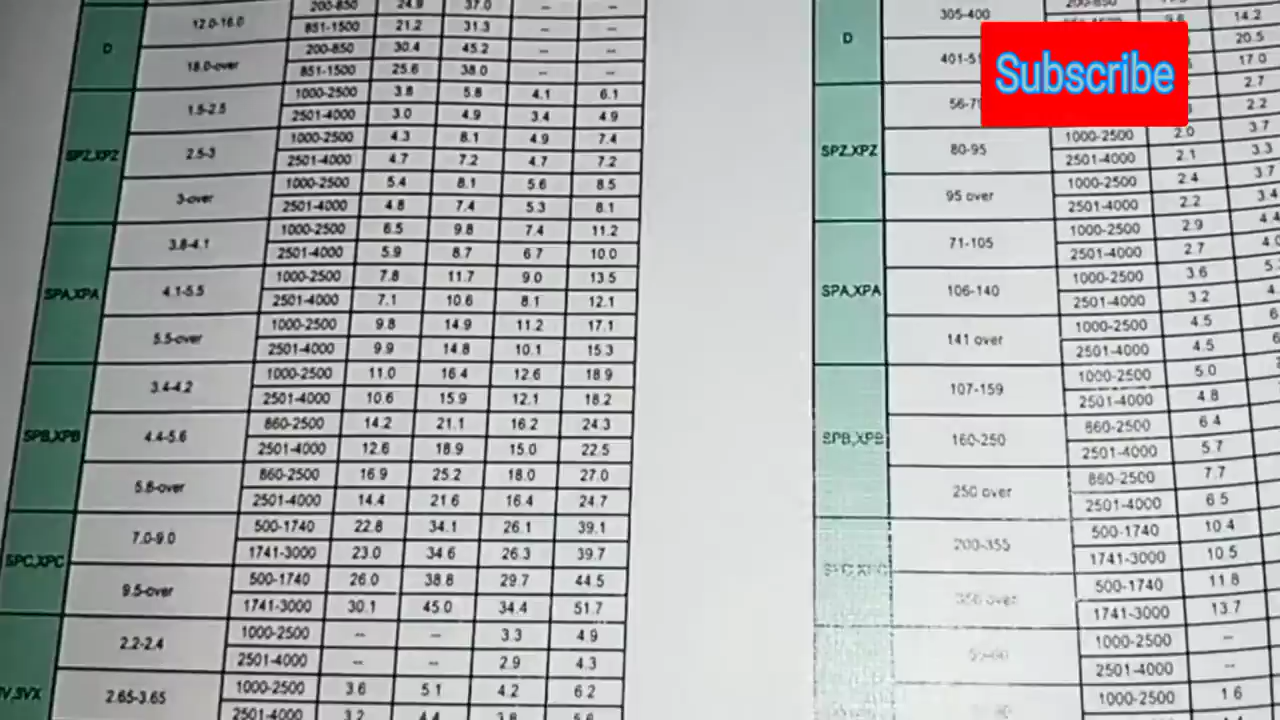 200-850 24.9 37.0 -- --
D 12.0-16.0 851-1500 21.2 31.3 -- --
200-850 30.4 45.2 -- --
18.0-over 851-1500 25.6 38.0 -- --
1000-2500 3.8 5.8 4.1 6.1
1.5-2.5 2501-4000 3.0 4.9 3.4 4.9
SPZ,XPZ 1000-2500 4.3 8.1 4.9 7.4
2.5-3 2501-4000 4.7 7.2 4.7 7.2
1000-2500 5.4 8.1 5.6 8.5
3-over 2501-4000 4.8 7.4 5.3 8.1
1000-2500 6.5 9.8 7.4 11.2
3.8-4.1 2501-4000 5.9 8.7 6.7 10.0
SPA,XPA 1000-2500 7.8 11.7 9.0 13.5
4.1-5.5 2501-4000 7.1 10.6 8.1 12.1
1000-2500 9.8 14.9 11.2 17.1
5.5-over 2501-4000 9.9 14.8 10.1 15.3
1000-2500 11.0 16.4 12.6 18.9
3.4-4.2 2501-4000 10.6 15.9 12.1 18.2
SPB,XPB 860-2500 14.2 21.1 16.2 24.3
4.4-5.6 2501-4000 12.6 18.9 15.0 22.5
860-2500 16.9 25.2 18.0 27.0
5.8-over 2501-4000 14.4 21.6 16.4 24.7
500-1740 22.8 34.1 26.1 39.1
7.0-9.0 1741-3000 23.0 34.6 26.3 39.7
SPC,XPC 500-1740 26.0 38.8 29.7 44.5
9.5-over 1741-3000 30.1 45.0 34.4 51.7
1000-2500 -- -- 3.3 4.9
2.2-2.4 2501-4000 -- -- 2.9 4.3
V,3VX 1000-2500 3.6 5.1 4.2 6.2
2.65-3.65 2501-4000 3.2 4.4 3.8 5.6
D 305-400 9.6 14.2
20.5
17.0
Subscribe
2.7
2.2
1000-2500 2.0 3.7
SPZ,XPZ 80-95 2501-4000 2.1 3.3
1000-2500 2.4 3.7
95 over 2501-4000 2.2 3.4
1000-2500 2.9
71-105 2501-4000 2.7
SPA,XPA 106-140 1000-2500 3.6
2501-4000 3.2
1000-2500 4.5
141 over 2501-4000 4.5
1000-2500 5.0
107-159 2501-4000 4.8
SPB,XPB 160-250 860-2500 6.4
2501-4000 5.7
860-2500 7.7
250 over 2501-4000 6.5
500-1740 10.4
200-355 1741-3000 10.5
SPC,XPC 500-1740 11.8
356 over 1741-3000 13.7
1000-2500 --
2501-4000 --
1000-2500 1.6